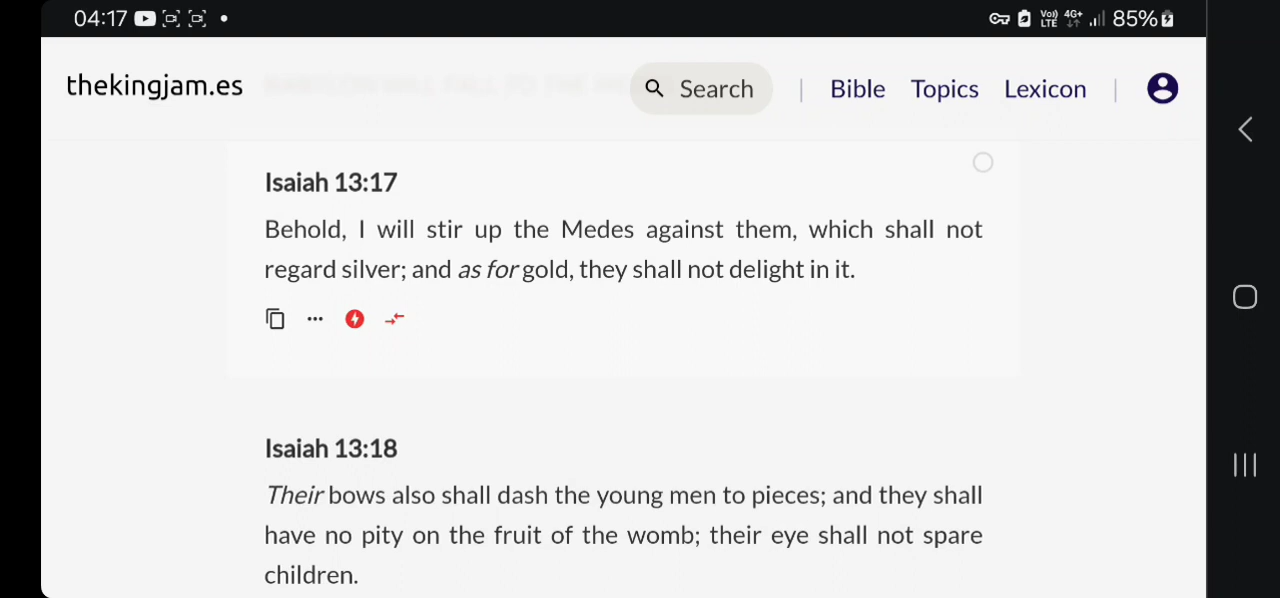 04:17 Vo) LTE 4G+ 85%
thekingjam.es Search | Bible Topics Lexicon |
Isaiah 13:17
Behold, I will stir up the Medes against them, which shall not
regard silver; and as for gold, they shall not delight in it.
Isaiah 13:18
Their bows also shall dash the young men to pieces; and they shall
have no pity on the fruit of the womb; their eye shall not spare
children.